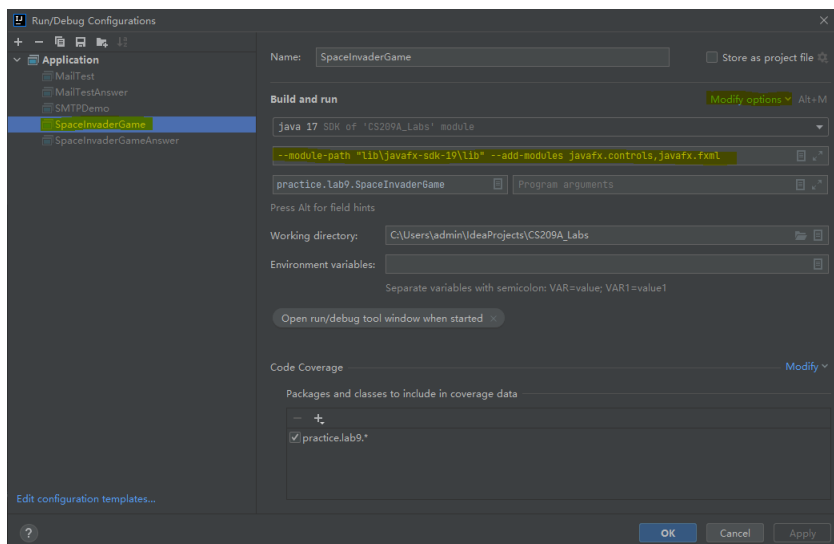 Run/Debug Configurations
Application
MailTest
MailTestAnswer
SMTPDemo
SpaceInvaderGame
SpaceInvaderGameAnswer
Edit configuration templates...
Name: SpaceInvaderGame Store as project file
Build and run Modify options Alt+M
java 17 SDK of 'CS209A_Labs' module
--module-path "lib\javafx-sdk-19\lib" --add-modules javafx.controls,javafx.fxml
practice.lab9.SpaceInvaderGame Program arguments
Press Alt for field hints
Working directory: C:\Users\admin\IdeaProjects\CS209A_Labs
Environment variables:
Separate variables with semicolon: VAR=value; VAR1=value1
Open run/debug tool window when started
Code Coverage Modify
Packages and classes to include in coverage data
practice.lab9.*
? OK Cancel Apply